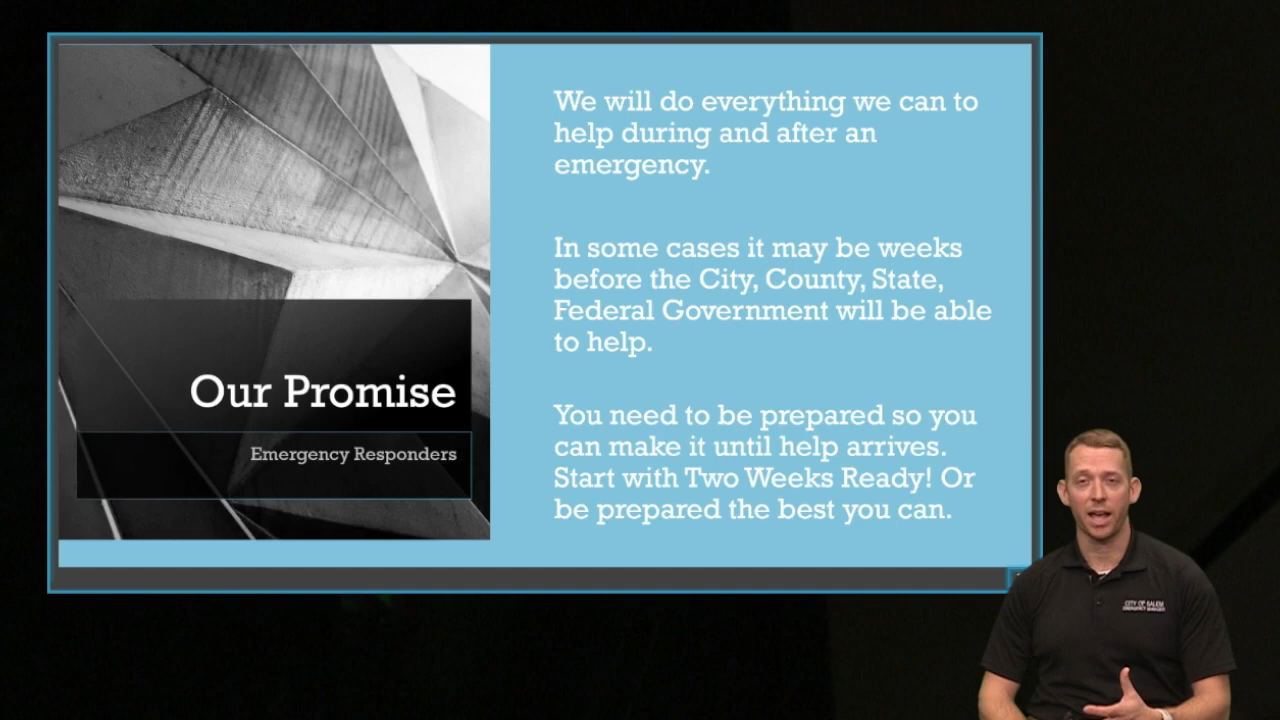 We will do everything we can to
help during and after an
emergency.
In some cases it may be weeks
before the City, County, State,
Federal Government will be able
to help.
Our Promise
Emergency Responders
You need to be prepared so you
can make it until help arrives.
Start with Two Weeks Ready! Or
be prepared the best you can.
CITY OF SALEM
EMERGENCY MANAGER